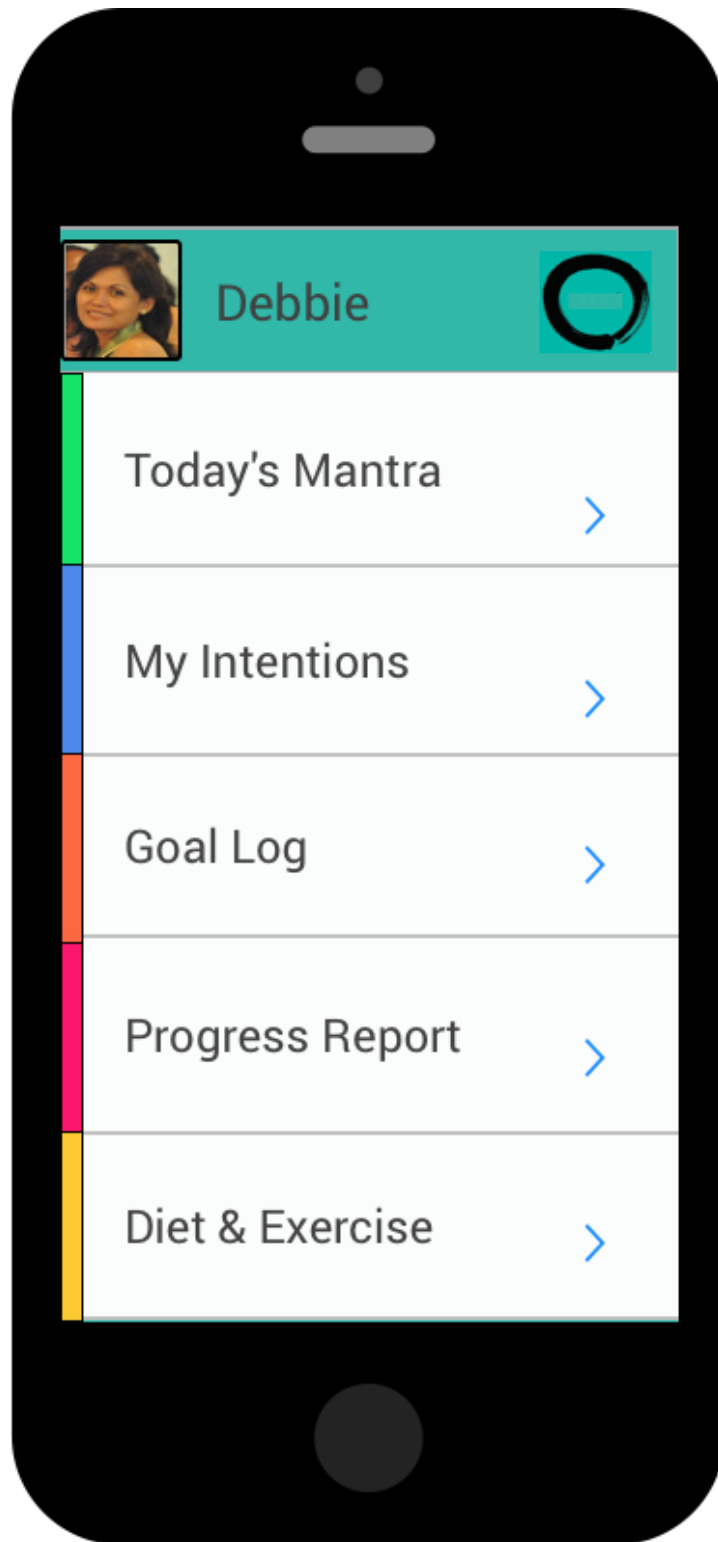 Debbie
Today's Mantra
My Intentions
Goal Log
Progress Report
Diet & Exercise